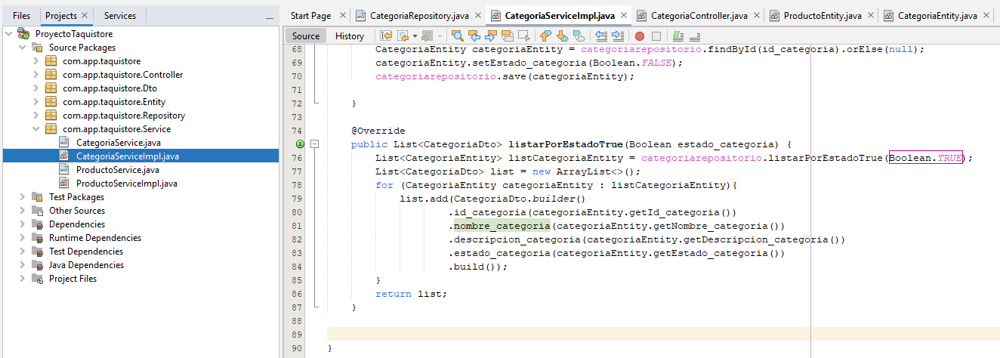 Files
Projects
Services
ProyectoTaquistore
Source Packages
com.app.taquistore
com.app.taquistore.Controller
com.app.taquistore.Dto
com.app.taquistore.Entity
com.app.taquistore.Repository
com.app.taquistore.Service
CategoriaService.java
CategoriaServiceImpl.java
ProductoService.java
ProductoServiceImpl.java
Test Packages
Other Sources
Dependencies
Runtime Dependencies
Test Dependencies
Java Dependencies
Project Files
Start Page
CategoriaRepository.java
CategoriaServiceImpl.java
CategoriaController.java
ProductoEntity.java
CategoriaEntity.java
Source
History
68 CategoriaEntity categoriaEntity = categoriarepositorio.findById(id_categoria).orElse(null);
69 categoriaEntity.setEstado_categoria(Boolean.FALSE);
70 categoriarepositorio.save(categoriaEntity);
71
72 }
73
74 @Override
public List<CategoriaDto> listarPorEstadoTrue(Boolean estado_categoria) {
76 List<CategoriaEntity> listCategoriaEntity = categoriarepositorio.listarPorEstadoTrue(Boolean.TRUE);
77 List<CategoriaDto> list = new ArrayList<>();
78 for (CategoriaEntity categoriaEntity : listCategoriaEntity){
79 list.add(CategoriaDto.builder()
80 .id_categoria(categoriaEntity.getId_categoria())
81 .nombre_categoria(categoriaEntity.getNombre_categoria())
82 .descripcion_categoria(categoriaEntity.getDescripcion_categoria())
83 .estado_categoria(categoriaEntity.getEstado_categoria())
84 .build());
85 }
86 return list;
87 }
88
89
90 }